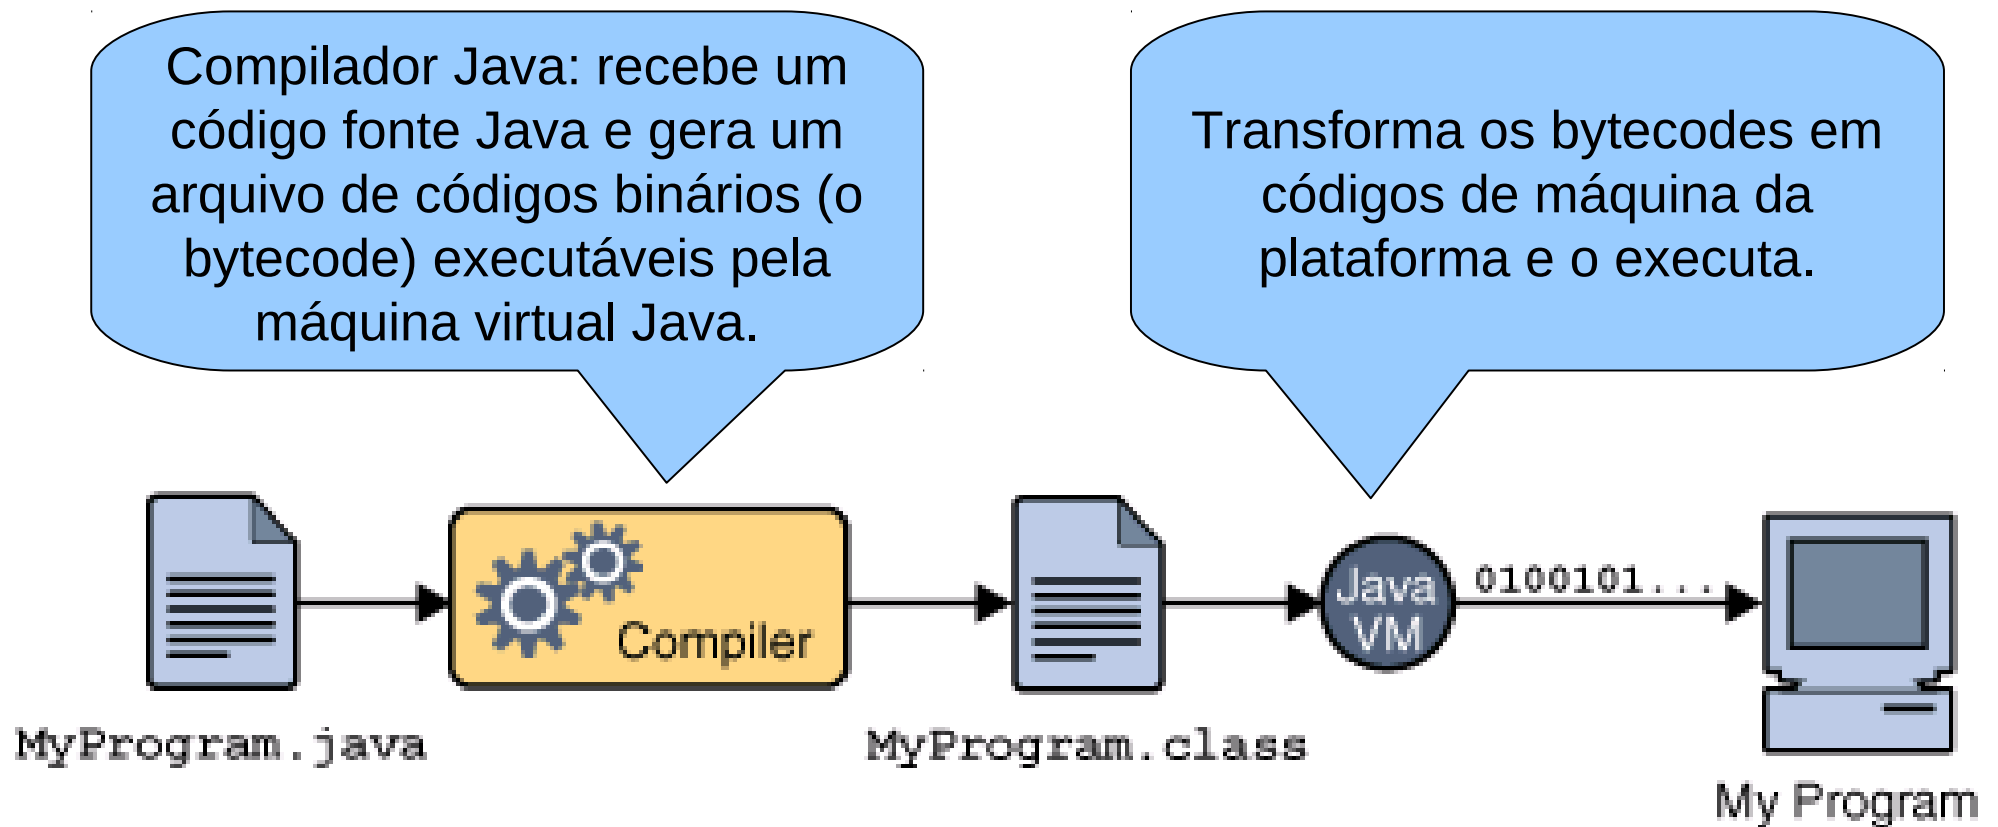 Compilador Java: recebe um
código fonte Java e gera um
arquivo de códigos binários (o
bytecode) executáveis pela
máquina virtual Java.
Transforma os bytecodes em
códigos de máquina da
plataforma e o executa.
Compiler
Java
VM
0100101...
MyProgram.java
MyProgram.class
My Program